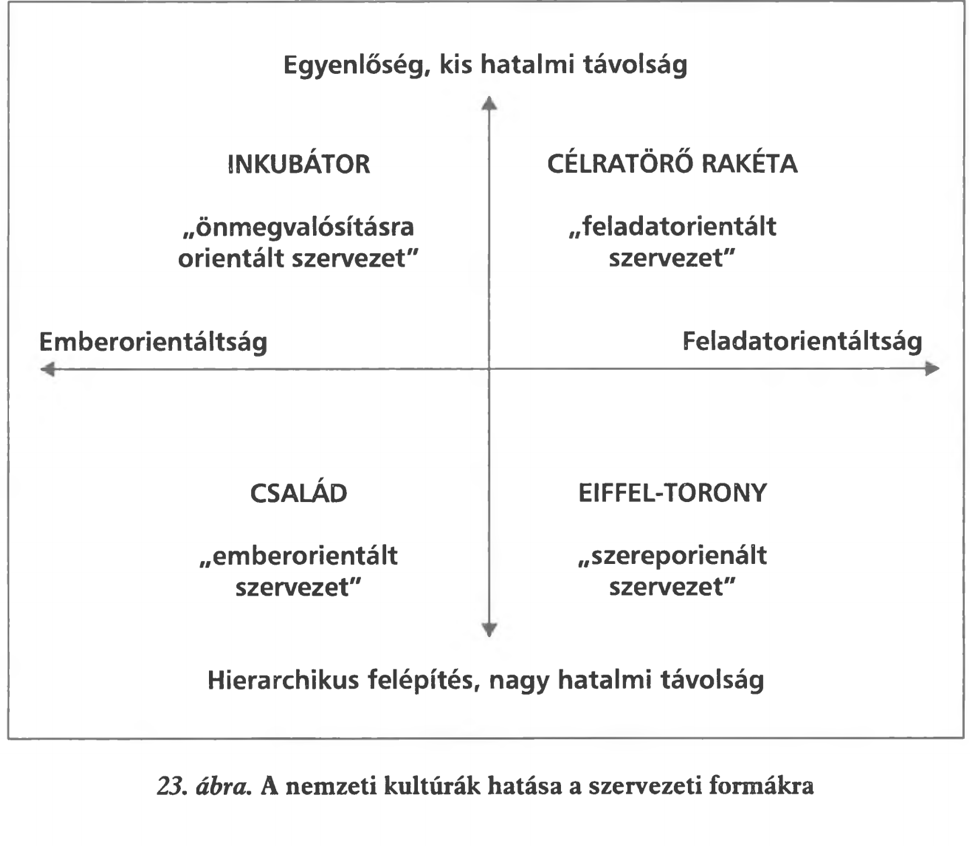 Egyenlőség, kis hatalmi távolság
INKUBÁTOR
„önmegvalósításra
orientált szervezet”
CÉLRATÖRŐ RAKÉTA
„feladatorientált
szervezet”
Emberorientáltság
Feladatorientáltság
CSALÁD
„emberorientált
szervezet”
EIFFEL-TORONY
„szereporienált
szervezet”
Hierarchikus felépítés, nagy hatalmi távolság
23. ábra. A nemzeti kultúrák hatása a szervezeti formákra